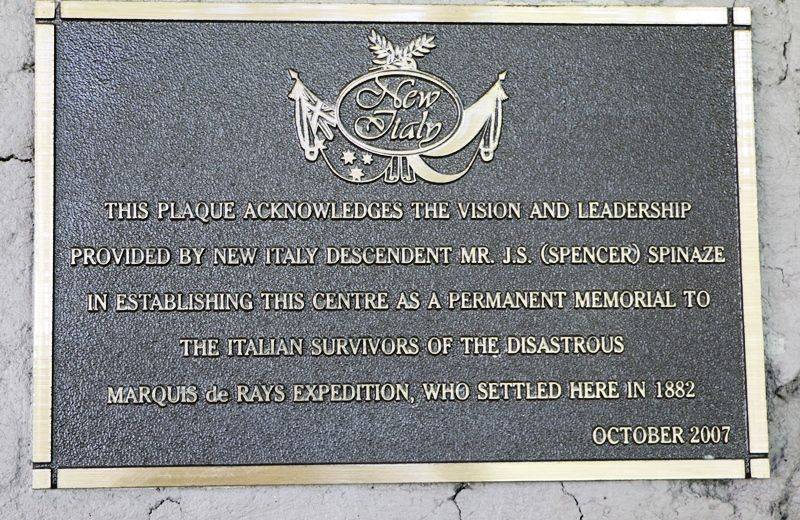 New
Italy
THIS PLAQUE ACKNOWLEDGES THE VISION AND LEADERSHIP
PROVIDED BY NEW ITALY DESCENDENT MR. J.S. (SPENCER) SPINAZE
IN ESTABLISHING THIS CENTRE AS A PERMANENT MEMORIAL TO
THE ITALIAN SURVIVORS OF THE DISASTROUS
MARQUIS de RAYS EXPEDITION, WHO SETTLED HERE IN 1882
OCTOBER 2007